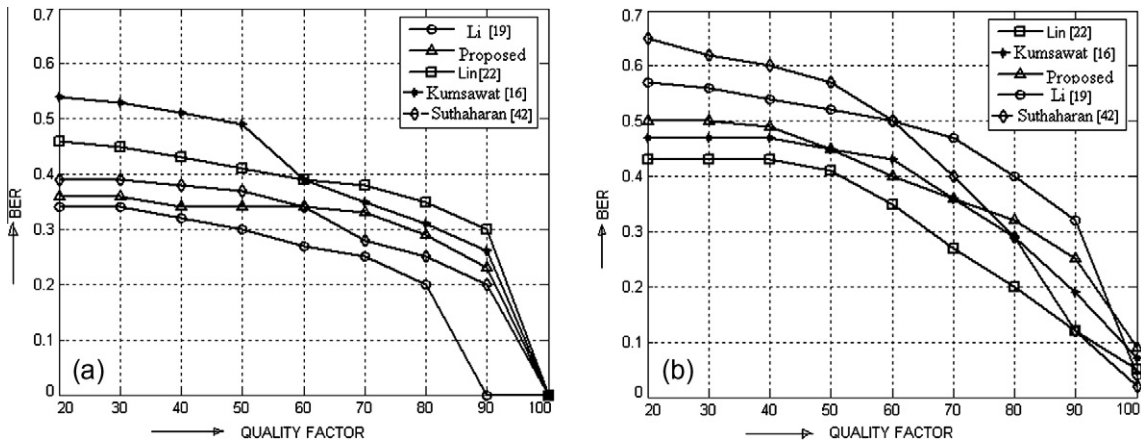 0.7
0.6
0.5
0.4
0.3
0.2
0.1
0
BER
Li [19]
Proposed
Lin[22]
Kumsawat [16]
Suthaharan [42]
(a)
20 30 40 50 60 70 80 90 100
QUALITY FACTOR
0.7
0.6
0.5
0.4
0.3
0.2
0.1
0
BER
Lin [22]
Kumsawat [16]
Proposed
Li [19]
Suthaharan [42]
(b)
20 30 40 50 60 70 80 90 100
QUALITY FACTOR